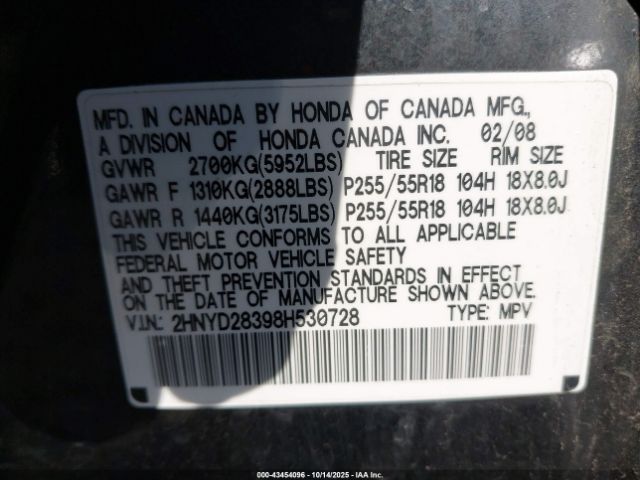 MFD. IN CANADA BY HONDA OF CANADA MFG.,
A DIVISION OF HONDA CANADA INC. 02/08
GVWR 2700KG(5952LBS) TIRE SIZE RIM SIZE
GAWR F 1310KG(2888LBS) P255/55R18 104H 18X8.0J
GAWR R 1440KG(3175LBS) P255/55R18 104H 18X8.0J
THIS VEHICLE CONFORMS TO ALL APPLICABLE
FEDERAL MOTOR VEHICLE SAFETY
AND THEFT PREVENTION STANDARDS IN EFFECT
ON THE DATE OF MANUFACTURE SHOWN ABOVE.
V.I.N.: 2HNYD28398H530728 TYPE: MPV
000-43454096 - 10/14/2025 - IAA Inc.